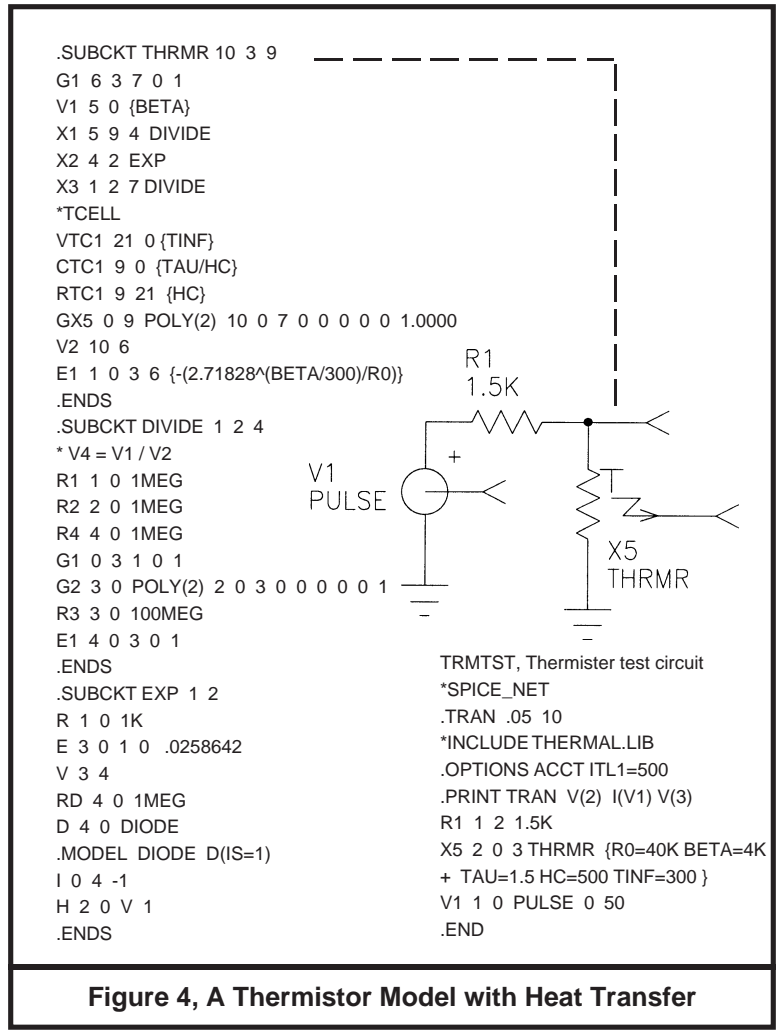 .SUBCKT THRMR 10 3 9
G1 6 3 7 0 1
V1 5 0 {BETA}
X1 5 9 4 DIVIDE
X2 4 2 EXP
X3 1 2 7 DIVIDE
*TCELL
VTC1 21 0 {TINF}
CTC1 9 0 {TAU/HC}
RTC1 9 21 {HC}
GX5 0 9 POLY(2) 10 0 7 0 0 0 0 0 1.0000
V2 10 6
E1 1 0 3 6 {-(2.71828^(BETA/300)/R0)}
.ENDS
.SUBCKT DIVIDE 1 2 4
* V4 = V1 / V2
R1 1 0 1MEG
R2 2 0 1MEG
R4 4 0 1MEG
G1 0 3 1 0 1
G2 3 0 POLY(2) 2 0 3 0 0 0 0 0 1
R3 3 0 100MEG
E1 4 0 3 0 1
.ENDS
.SUBCKT EXP 1 2
R 1 0 1K
E 3 0 1 0 .0258642
V 3 4
RD 4 0 1MEG
D 4 0 DIODE
.MODEL DIODE D(IS=1)
I 0 4 -1
H 2 0 V 1
.ENDS
R1
1.5K
+
V1
PULSE
T
X5
THRMR
TRMTST, Thermister test circuit
*SPICE_NET
.TRAN .05 10
*INCLUDE THERMAL.LIB
.OPTIONS ACCT ITL1=500
.PRINT TRAN V(2) I(V1) V(3)
R1 1 2 1.5K
X5 2 0 3 THRMR {R0=40K BETA=4K
+ TAU=1.5 HC=500 TINF=300 }
V1 1 0 PULSE 0 50
.END
Figure 4, A Thermistor Model with Heat Transfer